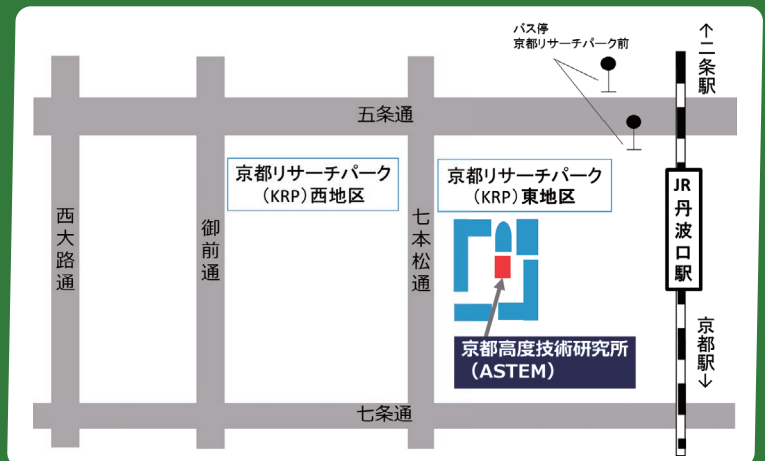 バス停
京都リサーチパーク前
↑二条駅
五条通
京都リサーチパーク
（KRP）西地区
京都リサーチパーク
（KRP）東地区
西大路通
御前通
七本松通
JR丹波口駅
京都高度技術研究所
（ASTEM）
京都駅↓
七条通